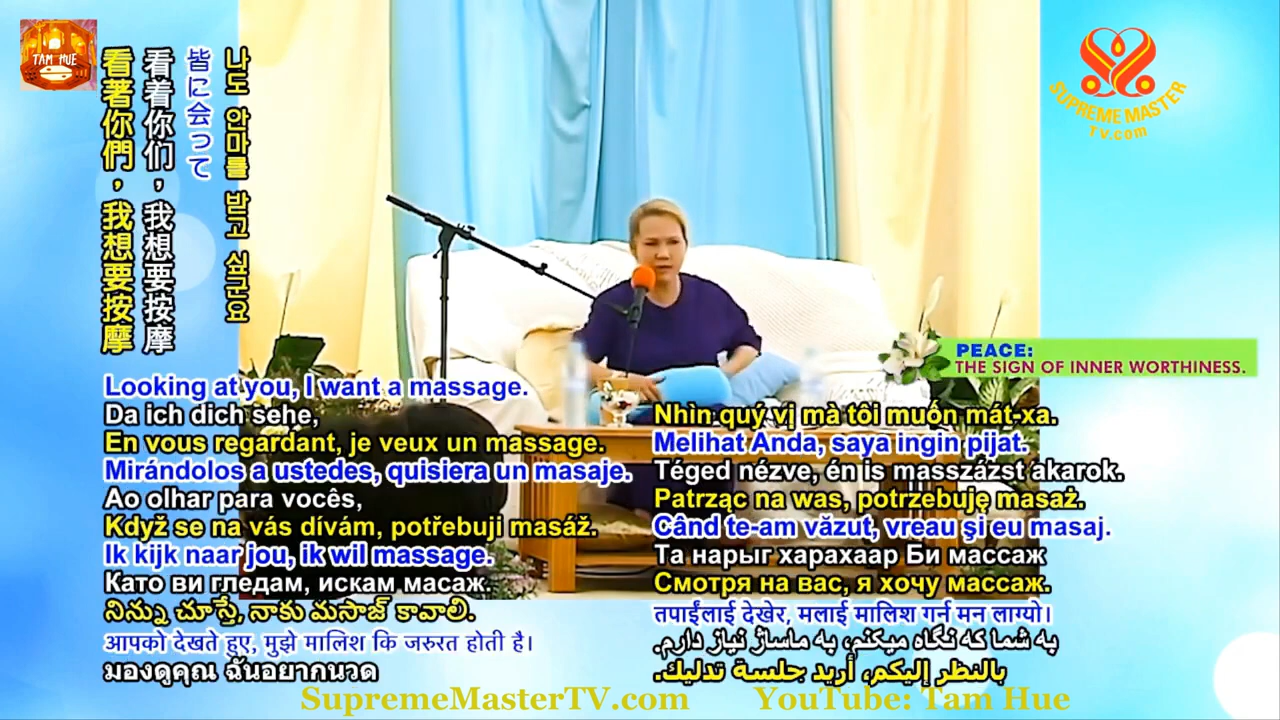 TAM HUE
看著你們，我想要按摩
看着你们，我想要按摩
皆に会って
나도 안마를 받고 싶군요
SUPREME MASTER
TV.com
PEACE:
THE SIGN OF INNER WORTHINESS.
Looking at you, I want a massage.
Da ich dich sehe,
En vous regardant, je veux un massage.
Mirándolos a ustedes, quisiera un masaje.
Ao olhar para vocês,
Když se na vás dívám, potřebuji masáž.
Ik kijk naar jou, ik wil massage.
Като ви гледам, искам масаж.
నిన్ను చూస్తే, నాకు మసాజ్ కావాలి.
आपको देखते हुए, मुझे मालिश कि जरुरत होती है।
มองดูคุณ ฉันอยากนวด
Nhìn quý vị mà tôi muốn mát-xa.
Melihat Anda, saya ingin pijat.
Téged nézve, én is masszázst akarok.
Patrząc na was, potrzebuję masaż.
Când te-am văzut, vreau şi eu masaj.
Та нарыг харахаар Би массаж
Смотря на вас, я хочу массаж.
तपाईंलाई देखेर, मलाई मालिश गर्न मन लाग्यो।
به شما که نگاه میکنم، به ماساژ نیاز دارم.
بالنظر إليكم، أريد جلسة تدليك.
SupremeMasterTV.com
YouTube: Tam Hue